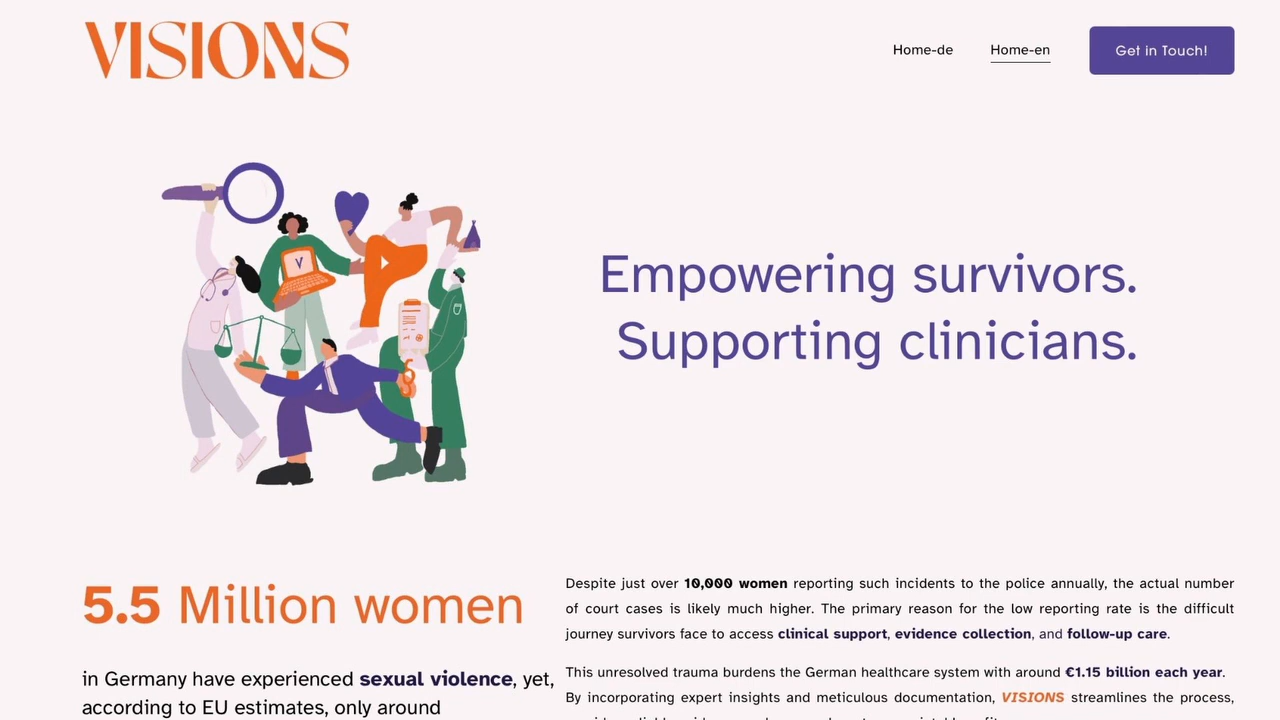 VISIONS
Home-de
Home-en
Get in Touch!
V
Empowering survivors.
Supporting clinicians.
5.5 Million women
in Germany have experienced sexual violence, yet,
according to EU estimates, only around
Despite just over 10,000 women reporting such incidents to the police annually, the actual number
of court cases is likely much higher. The primary reason for the low reporting rate is the difficult
journey survivors face to access clinical support, evidence collection, and follow-up care.
This unresolved trauma burdens the German healthcare system with around €1.15 billion each year.
By incorporating expert insights and meticulous documentation, VISIONS streamlines the process,